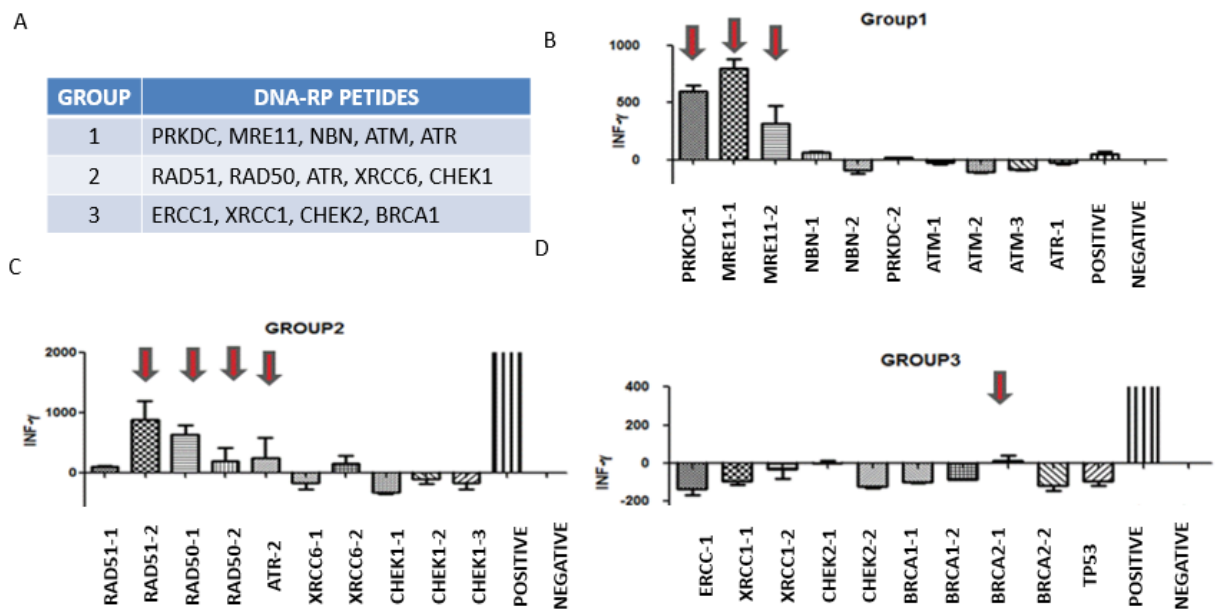 A
GROUP DNA-RP PETIDES
1 PRKDC, MRE11, NBN, ATM, ATR
2 RAD51, RAD50, ATR, XRCC6, CHEK1
3 ERCC1, XRCC1, CHEK2, BRCA1
B
Group1
INF-γ
1000
500
0
PRKDC-1
MRE11-1
MRE11-2
NBN-1
NBN-2
PRKDC-2
ATM-1
ATM-2
ATM-3
ATR-1
POSITIVE
NEGATIVE
C
GROUP2
INF-γ
2000
1000
0
RAD51-1
RAD51-2
RAD50-1
RAD50-2
ATR-2
XRCC6-1
XRCC6-2
CHEK1-1
CHEK1-2
CHEK1-3
POSITIVE
NEGATIVE
D
GROUP3
INF-γ
400
200
0
-200
ERCC-1
XRCC1-1
XRCC1-2
CHEK2-1
CHEK2-2
BRCA1-1
BRCA1-2
BRCA2-1
BRCA2-2
TP53
POSITIVE
NEGATIVE